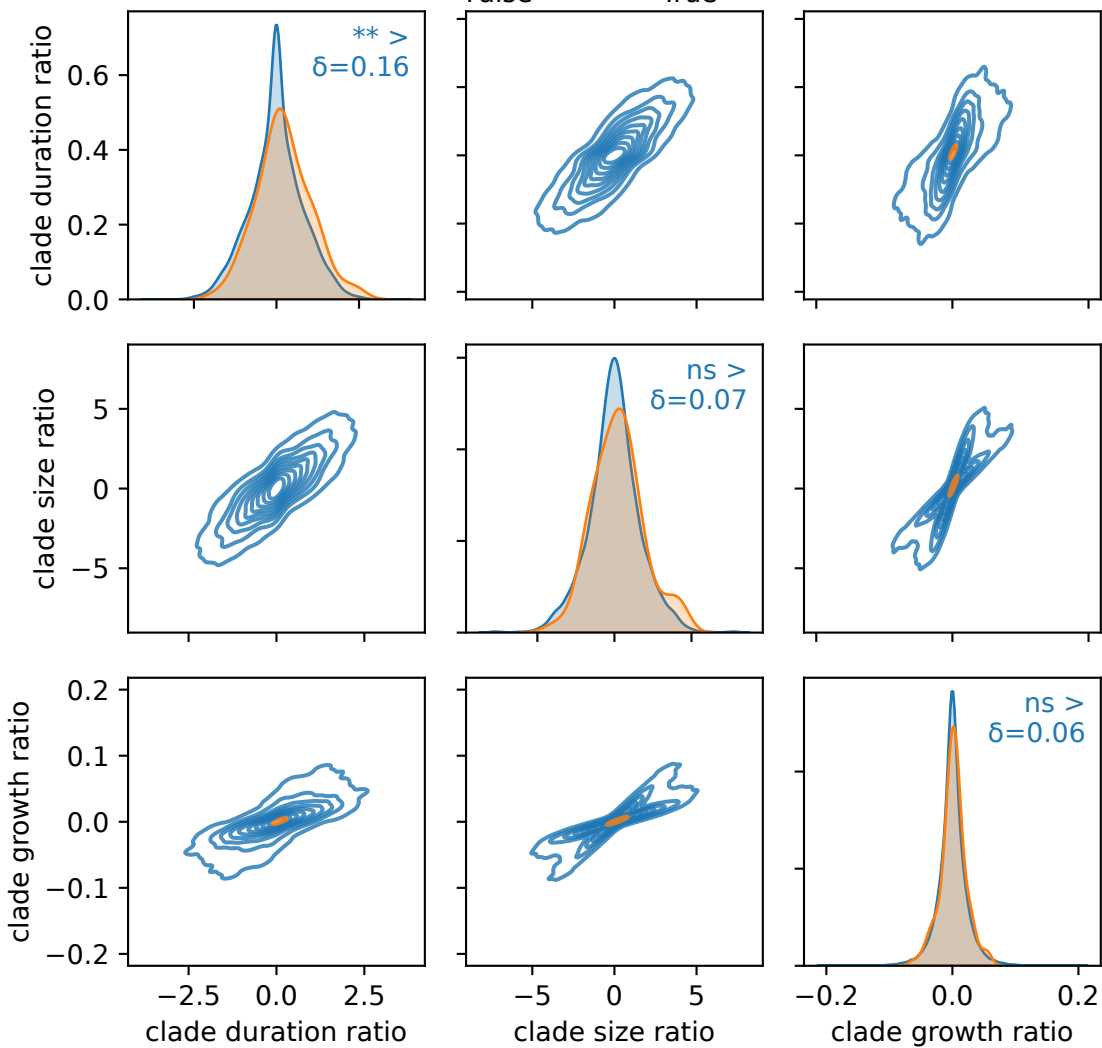 True
clade duration ratio
0.6
0.4
0.2
0.0
** >
δ=0.16
clade size ratio
5
0
−5
ns >
δ=0.07
clade growth ratio
0.2
0.1
0.0
−0.1
−0.2
ns >
δ=0.06
−2.5 0.0 2.5
−5 0 5
−0.2 0.0 0.2
clade duration ratio
clade size ratio
clade growth ratio